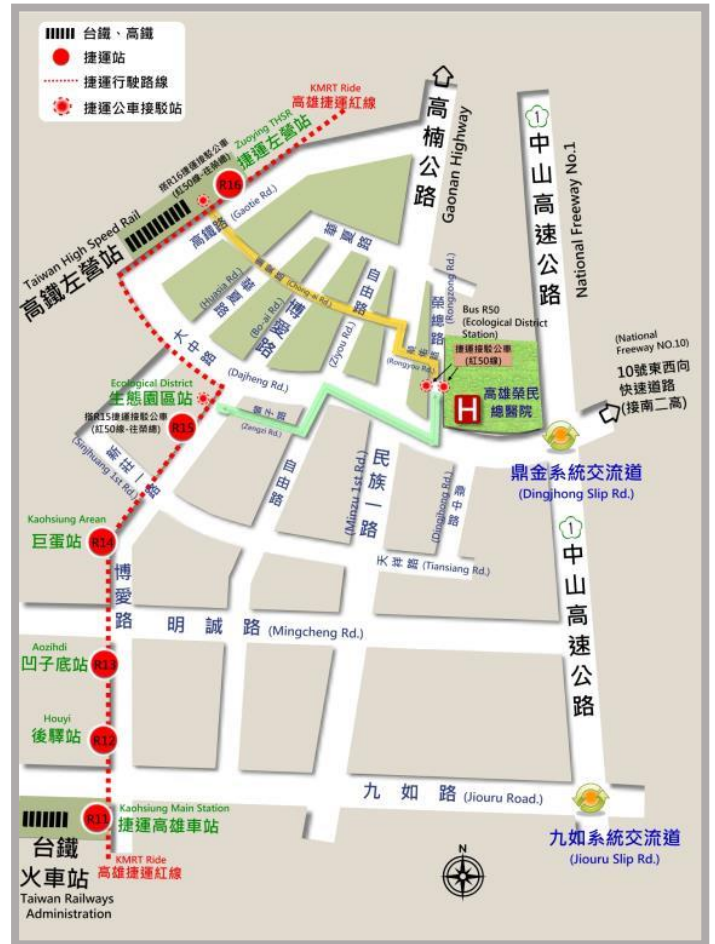 台鐵、高鐵
捷運站
捷運行駛路線
捷運公車接駁站
KMRT Ride
高雄捷運紅線
Zuoying THSR
捷運左營站
搭R16捷運接駁公車
(紅50線-往榮總)
R16
Taiwan High Speed Rail
高鐵左營站
高鐵路 (Gaotie Rd.)
高楠公路
Gaonan Highway
1
中山高速公路
National Freeway No.1
華夏路
(Huasia Rd.)
華夏路
(Bo-ai Rd.)
博愛路
(Chong-ai Rd.)
自由路
(Ziyou Rd.)
榮總路
(Rongzong Rd.)
(Rongyou Rd.)
Bus R50
(Ecological District
Station)
捷運接駁公車
(紅50線)
H
高雄榮民
總醫院
(National
Freeway NO.10)
10號東西向
快速道路
(接南二高)
大中路
(Dajheng Rd.)
Ecological District
生態園區站
搭R15捷運接駁公車
(紅50線-往榮總)
R15
(Zangzi Rd.)
新莊一路
(Sinjhuang 1st Rd.)
自由路
民族一路
(Minzu 1st Rd.)
鼎中路
(Dingjhong Rd.)
鼎金系統交流道
(Dingjhong Slip Rd.)
Kaohsiung Arean
巨蛋站
R14
天祥路 (Tiansiang Rd.)
1
中山高速公路
博愛路
明誠路 (Mingcheng Rd.)
Aozihdi
凹子底站
R13
Houyi
後驛站
R12
九如路 (Jiouru Road.)
R11
Kaohsiung Main Station
捷運高雄車站
九如系統交流道
(Jiouru Slip Rd.)
台鐵
火車站
Taiwan Railways
Administration
KMRT Ride
高雄捷運紅線
N